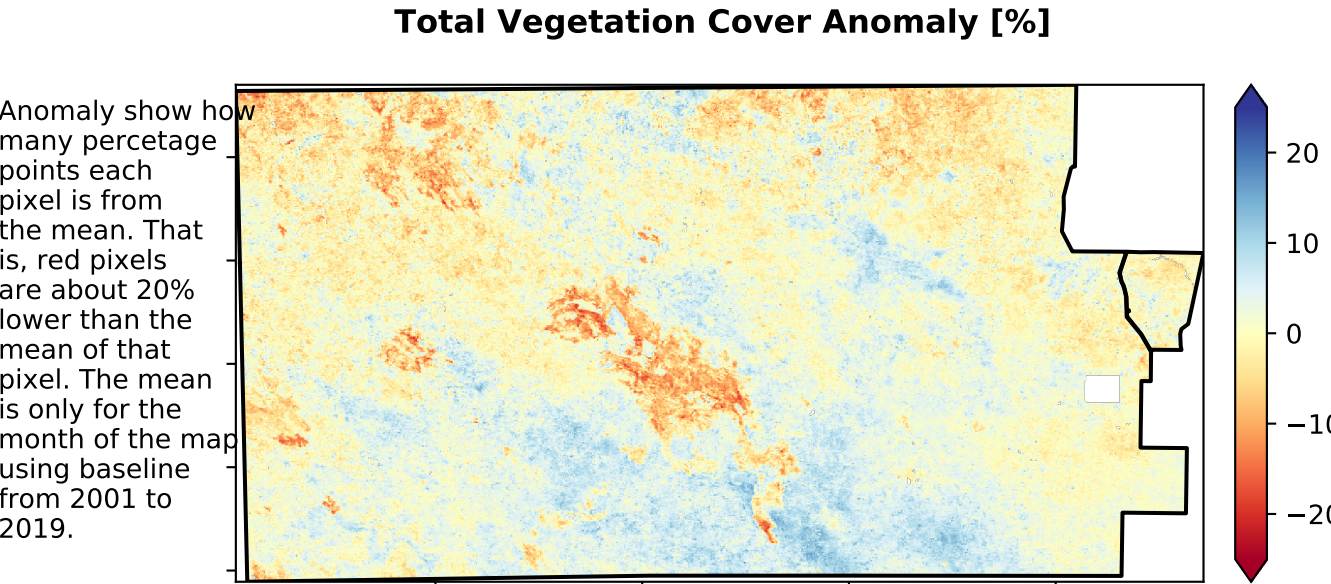 Total Vegetation Cover Anomaly [%]
Anomaly show how
many percetage
points each
pixel is from
the mean. That
is, red pixels
are about 20%
lower than the
mean of that
pixel. The mean
is only for the
month of the map
using baseline
from 2001 to
2019.
20
10
0
−10
−20